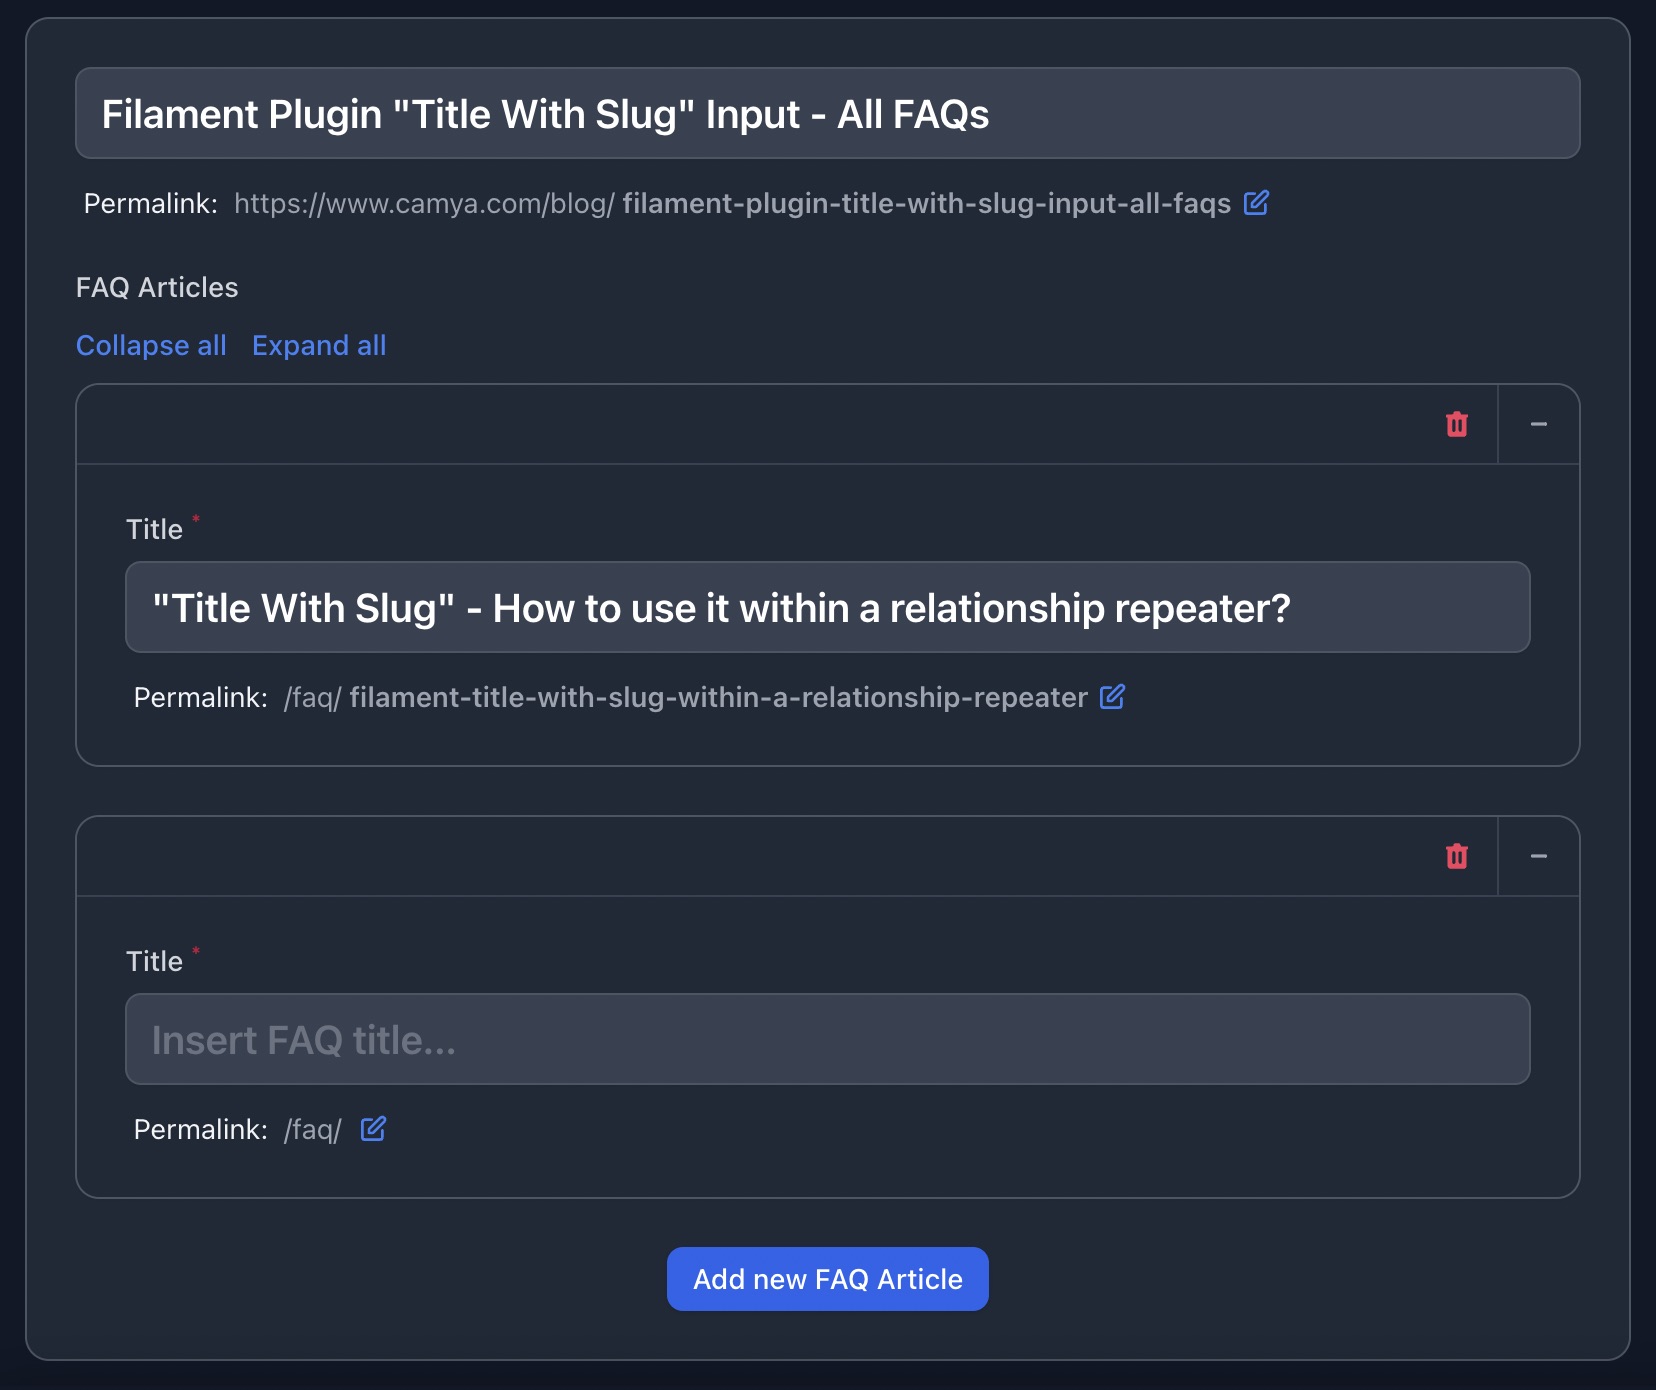 Filament Plugin "Title With Slug" Input - All FAQs
Permalink: https://www.camya.com/blog/ filament-plugin-title-with-slug-input-all-faqs
FAQ Articles
Collapse all Expand all
Title *
"Title With Slug" - How to use it within a relationship repeater?
Permalink: /faq/ filament-title-with-slug-within-a-relationship-repeater
Title *
Insert FAQ title...
Permalink: /faq/
Add new FAQ Article